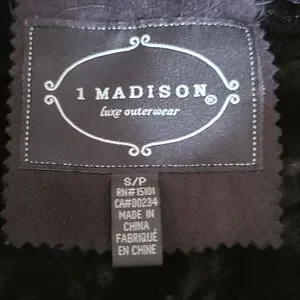 1 MADISON®
luxe outerwear
S/P
RN#15101
CA#00234
MADE IN
CHINA
FABRIQUÉ
EN CHINE